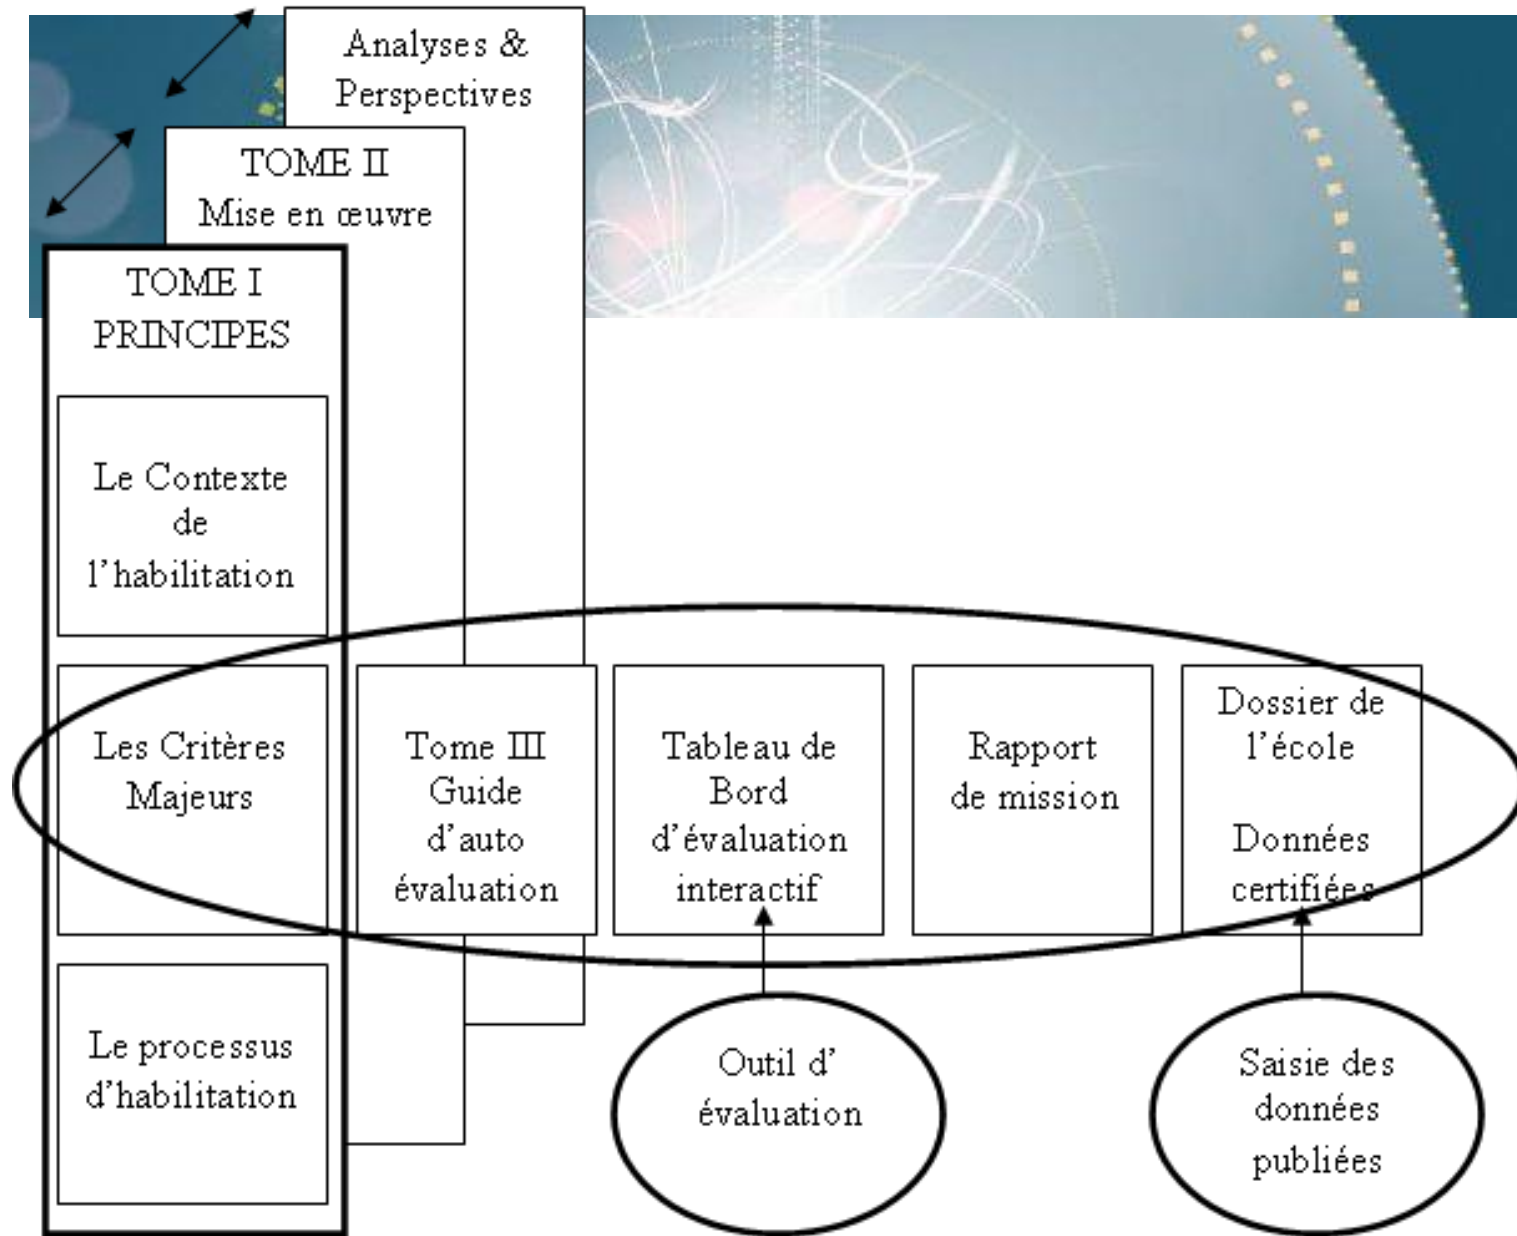 Analyses &
Perspectives
TOME II
Mise en œuvre
TOME I
PRINCIPES
Le Contexte
de
l'habilitation
Les Critères
Majeurs
Tome III
Guide
d'auto
évaluation
Tableau de
Bord
d'évaluation
interactif
Rapport
de mission
Dossier de
l'école
Données
certifiées
Le processus
d'habilitation
Outil d'
évaluation
Saisie des
données
publiées